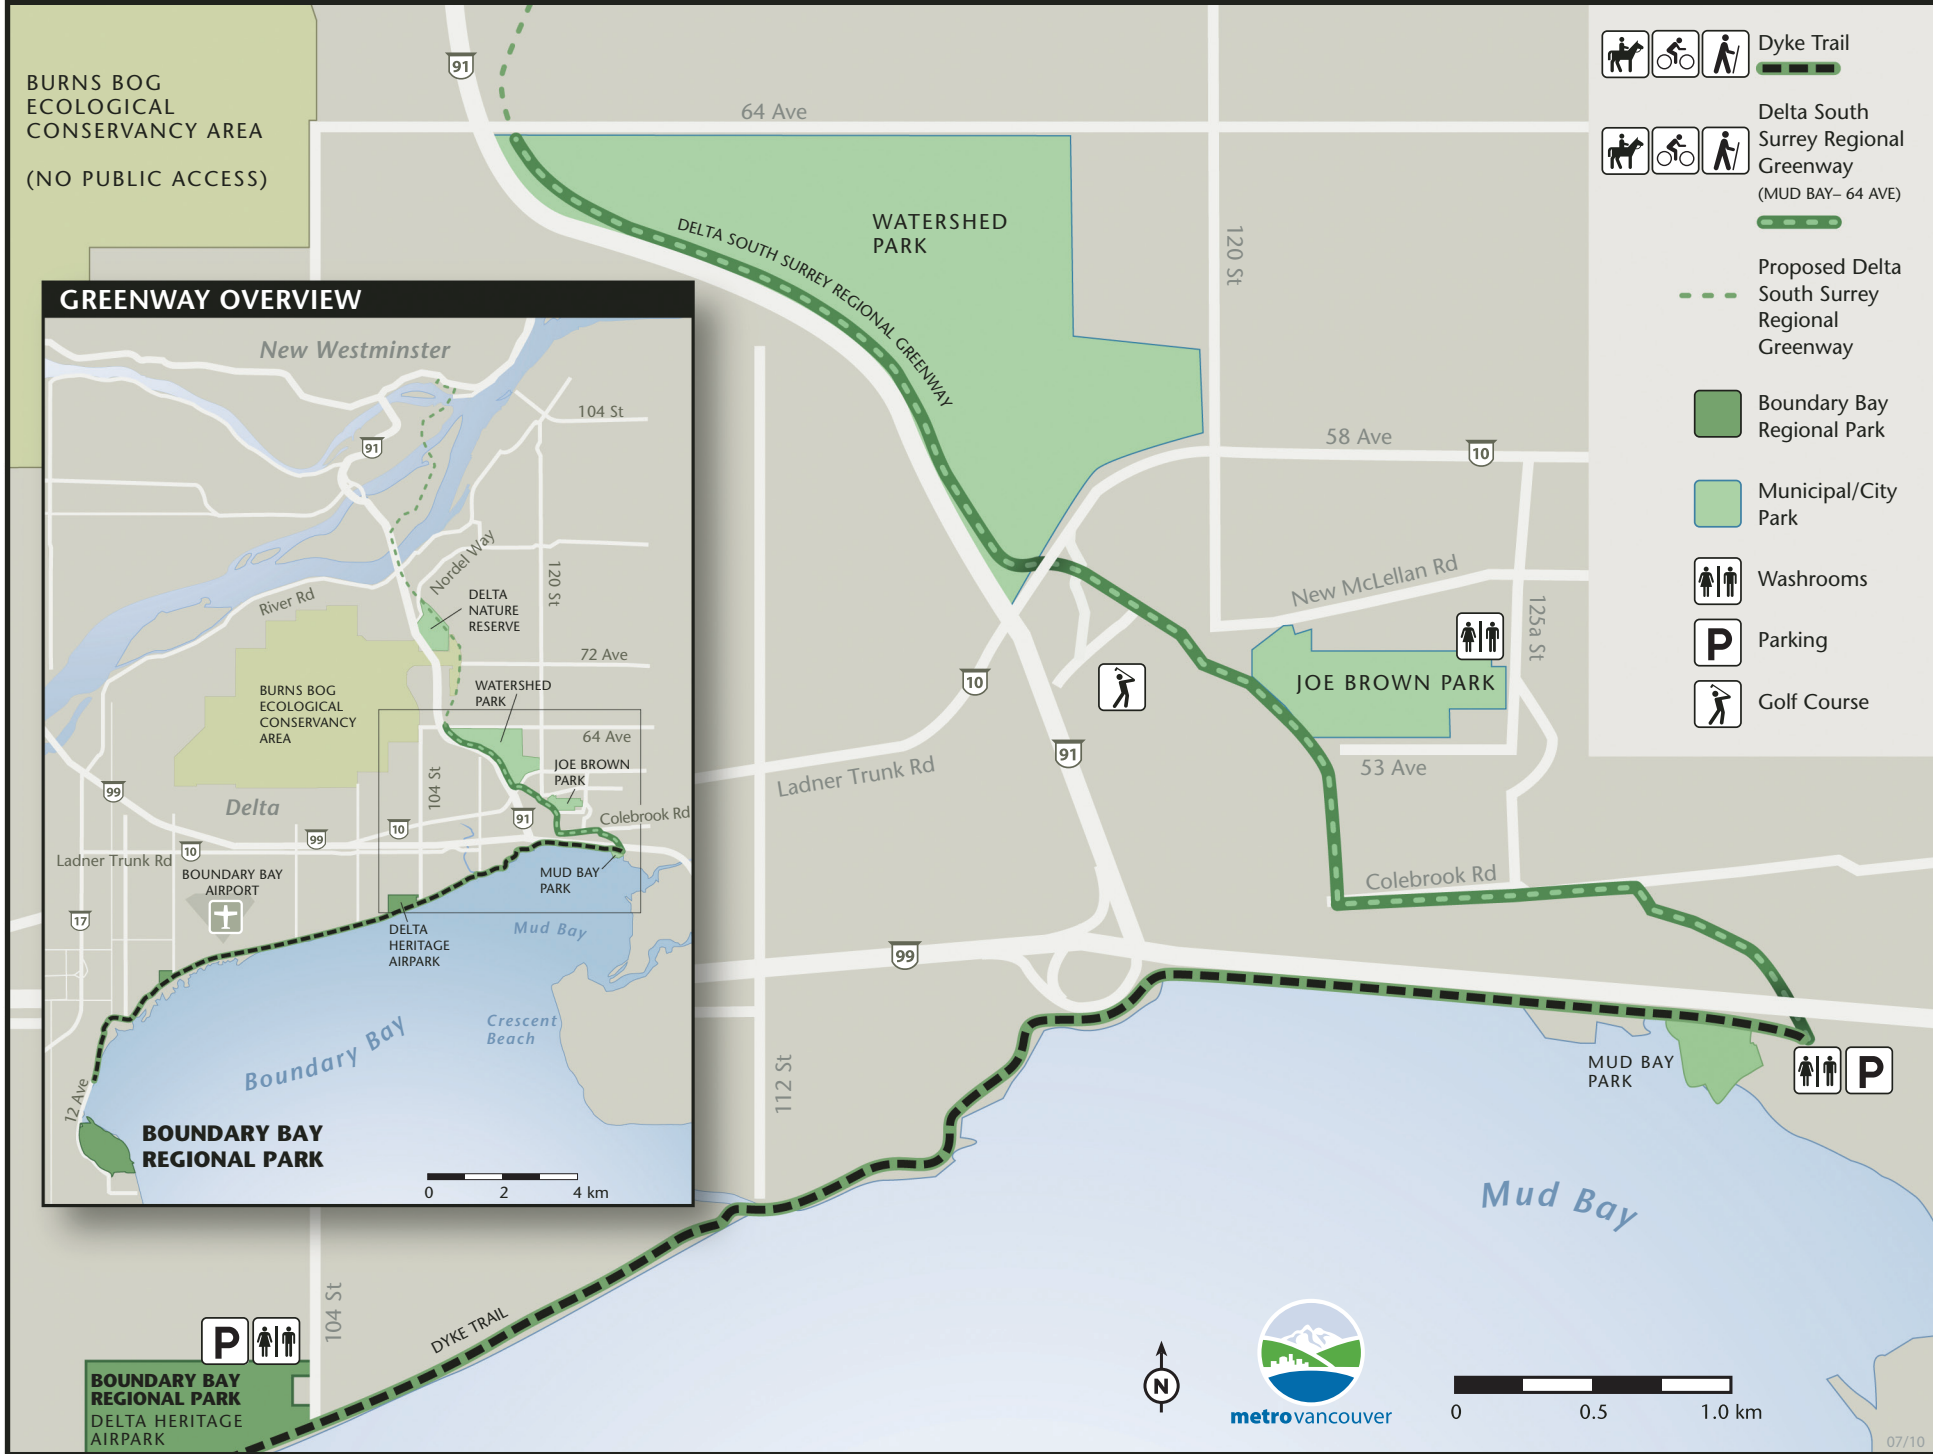 BURNS BOG
ECOLOGICAL
CONSERVANCY AREA
(NO PUBLIC ACCESS)
91
64 Ave
WATERSHED
PARK
DELTA SOUTH SURREY REGIONAL GREENWAY
120 St
58 Ave
10
New McLellan Rd
125a St
JOE BROWN PARK
53 Ave
10
Ladner Trunk Rd
91
Colebrook Rd
99
112 St
MUD BAY
PARK
P
Mud Bay
DYKE TRAIL
104 St
P
BOUNDARY BAY
REGIONAL PARK
DELTA HERITAGE
AIRPARK
N
metrovancouver
0 0.5 1.0 km
07/10
Dyke Trail
Delta South
Surrey Regional
Greenway
(MUD BAY– 64 AVE)
Proposed Delta
South Surrey
Regional
Greenway
Boundary Bay
Regional Park
Municipal/City
Park
Washrooms
P
Parking
Golf Course
GREENWAY OVERVIEW
New Westminster
104 St
91
Nordel Way
120 St
River Rd
DELTA
NATURE
RESERVE
72 Ave
WATERSHED
PARK
BURNS BOG
ECOLOGICAL
CONSERVANCY
AREA
64 Ave
JOE BROWN
PARK
104 St
99
Delta
91
Colebrook Rd
10
99
10
Ladner Trunk Rd
BOUNDARY BAY
AIRPORT
MUD BAY
PARK
17
DELTA
HERITAGE
AIRPARK
Mud Bay
Crescent
Beach
Boundary Bay
12 Ave
BOUNDARY BAY
REGIONAL PARK
0 2 4 km